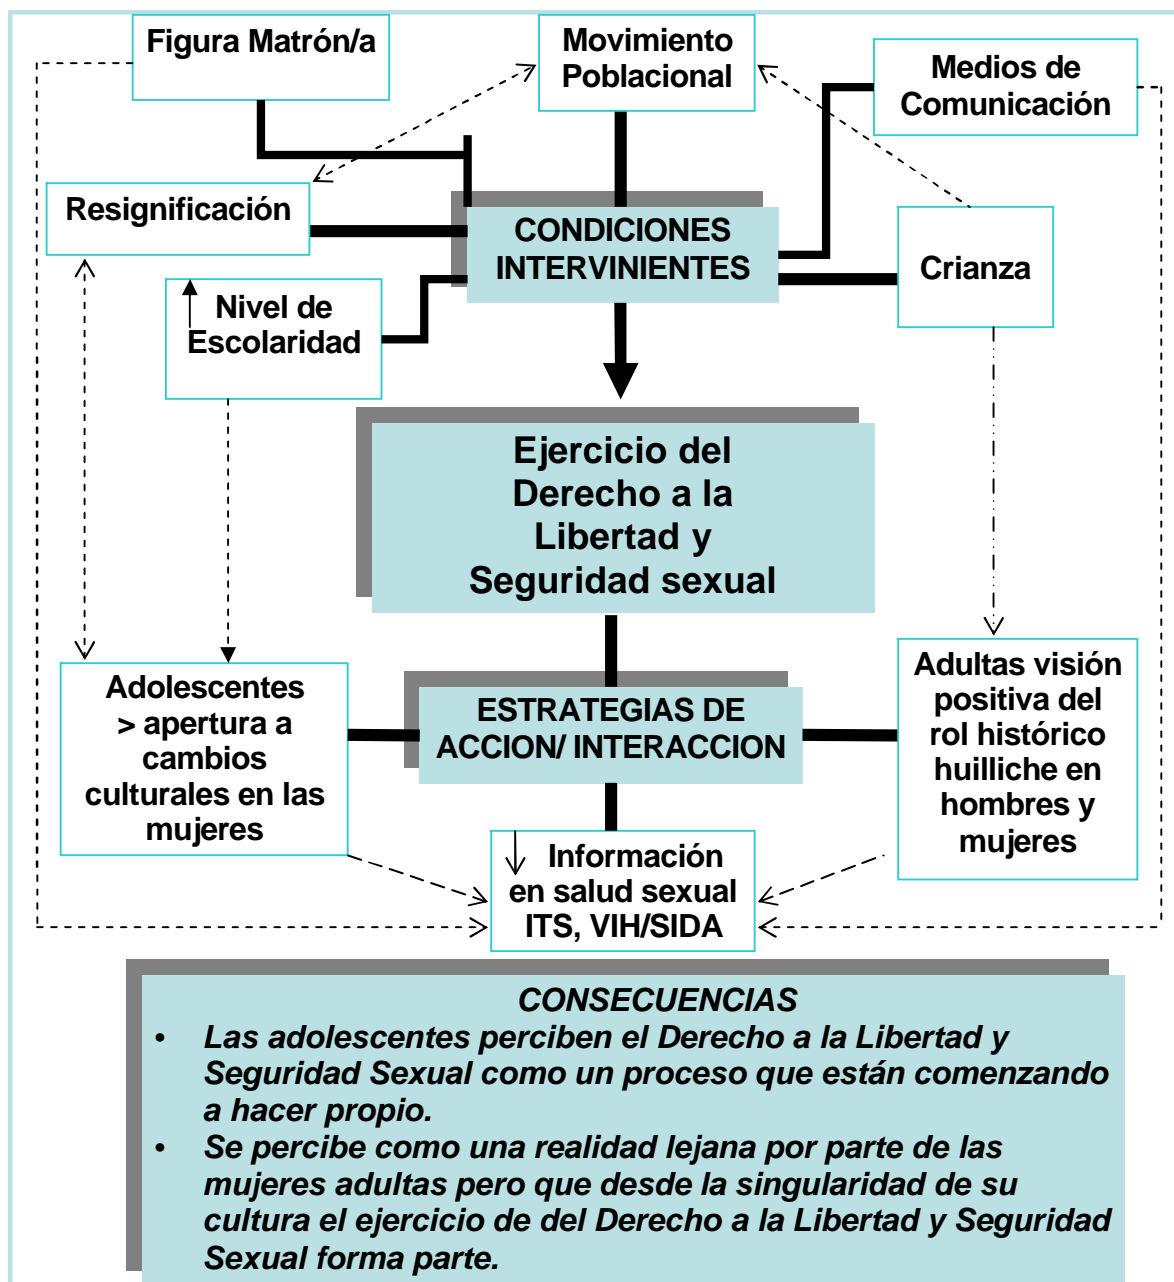 Figura Matrón/a
Movimiento
Poblacional
Medios de
Comunicación
Resignificación
CONDICIONES
INTERVINIENTES
Crianza
Nivel de
Escolaridad
Ejercicio del
Derecho a la
Libertad y
Seguridad sexual
Adolescentes
> apertura a
cambios
culturales en las
mujeres
ESTRATEGIAS DE
ACCION/ INTERACCION
Adultas visión
positiva del
rol histórico
huilliche en
hombres y
mujeres
Información
en salud sexual
ITS, VIH/SIDA
CONSECUENCIAS
• Las adolescentes perciben el Derecho a la Libertad y
Seguridad Sexual como un proceso que están comenzando
a hacer propio.
• Se percibe como una realidad lejana por parte de las
mujeres adultas pero que desde la singularidad de su
cultura el ejercicio de del Derecho a la Libertad y Seguridad
Sexual forma parte.